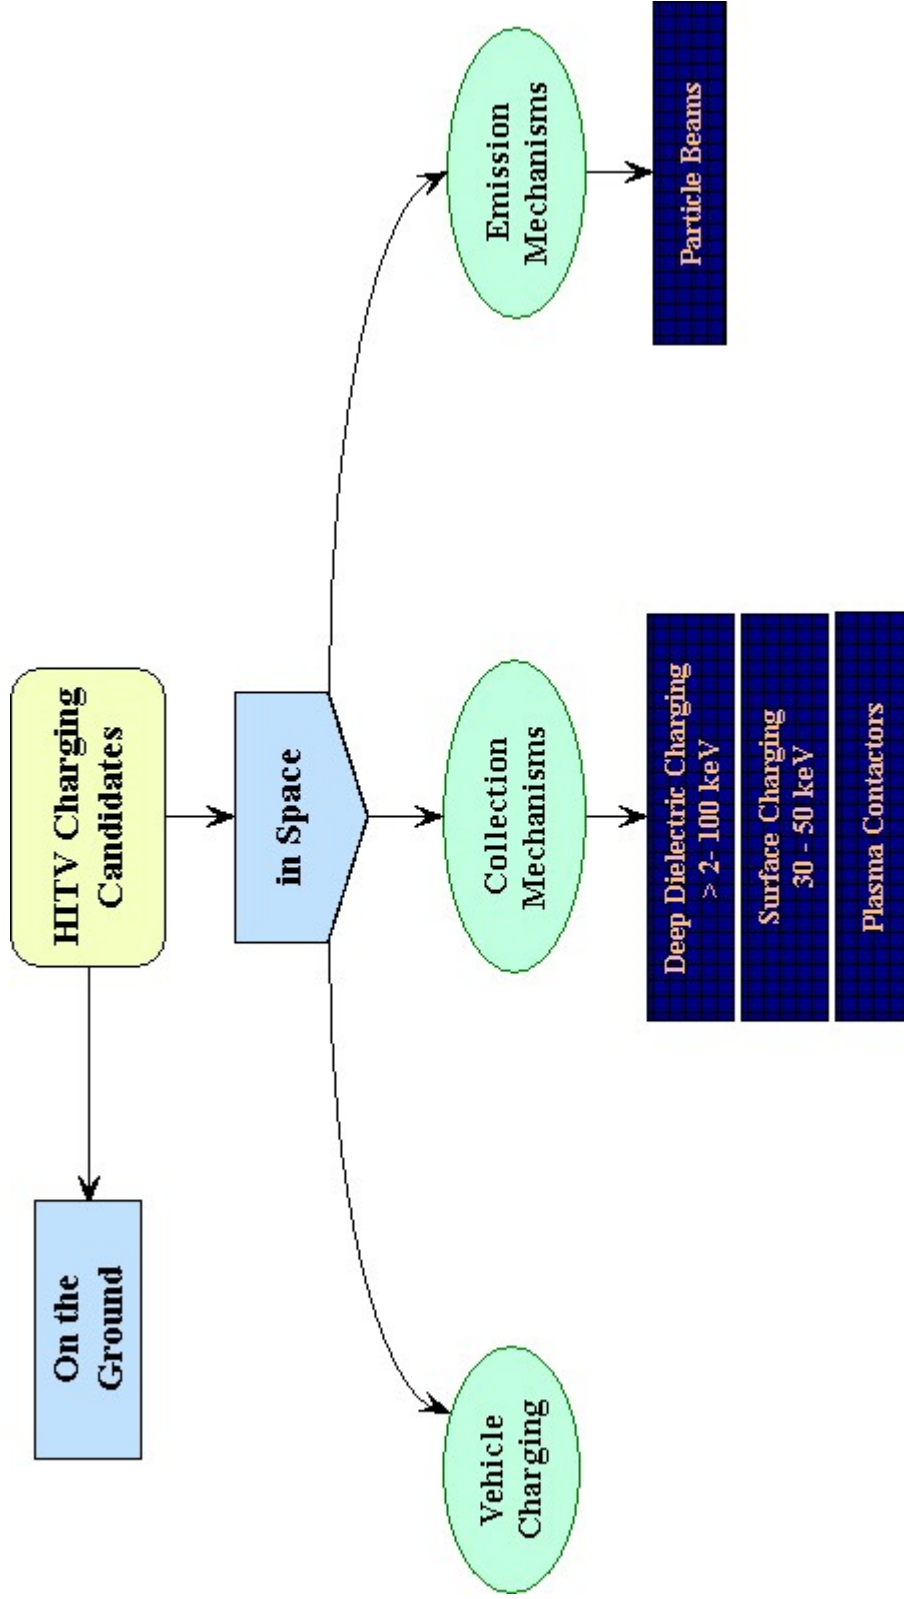 HITV Charging
Candidates
On the
Ground
in Space
Vehicle
Charging
Collection
Mechanisms
Emission
Mechanisms
Deep Dielectric Charging
> 2- 100 keV
Surface Charging
30 - 50 keV
Plasma Contactors
Particle Beams